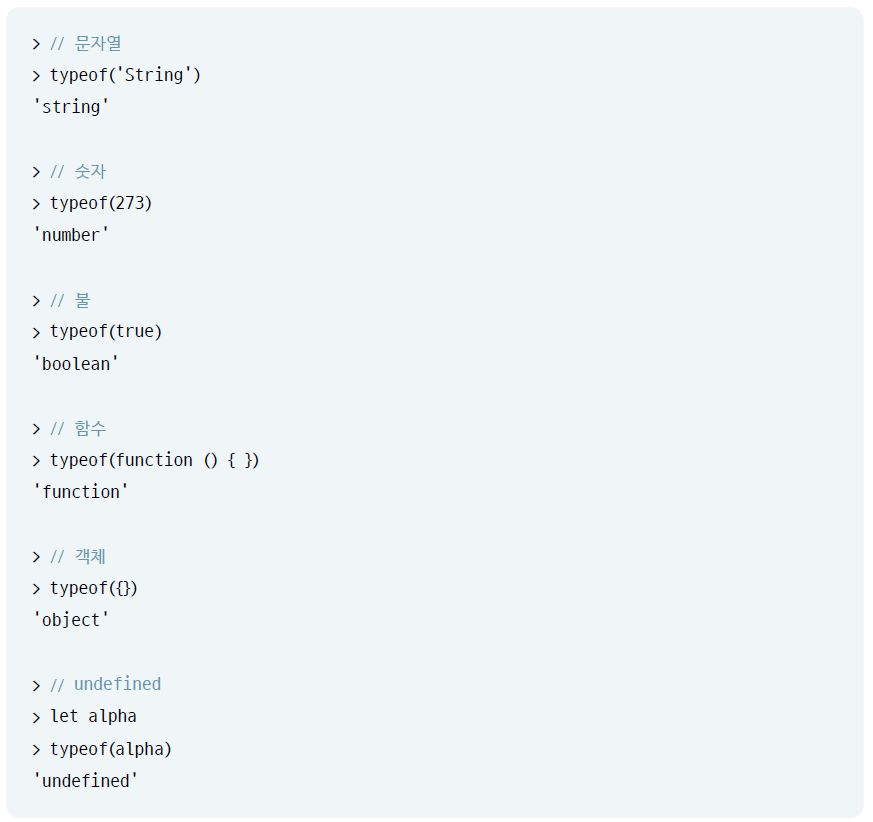 > // 문자열
> typeof('String')
'string'
> // 숫자
> typeof(273)
'number'
> // 불
> typeof(true)
'boolean'
> // 함수
> typeof(function () { })
'function'
> // 객체
> typeof({})
'object'
> // undefined
> let alpha
> typeof(alpha)
'undefined'